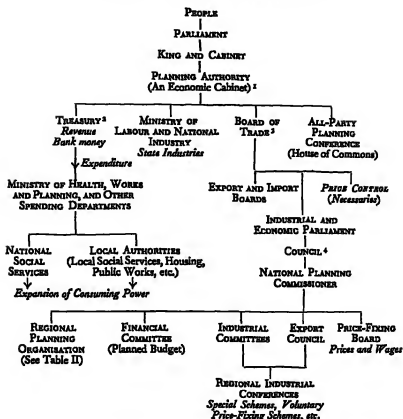 PEOPLE
PARLIAMENT
KING AND CABINET
PLANNING AUTHORITY
(An Economic Cabinet) 1
TREASURY 2
Revenue
Bank money
MINISTRY OF
LABOUR AND NATIONAL
INDUSTRY
State Industries
BOARD OF
TRADE 3
ALL-PARTY
PLANNING
CONFERENCE
(House of Commons)
Expenditure
MINISTRY OF HEALTH, WORKS
AND PLANNING, AND OTHER
SPENDING DEPARTMENTS
EXPORT AND IMPORT
BOARDS
PRICE CONTROL
(Necessaries)
INDUSTRIAL AND
ECONOMIC PARLIAMENT
COUNCIL 4
NATIONAL PLANNING
COMMISSIONER
NATIONAL
SOCIAL
SERVICES
LOCAL AUTHORITIES
(Local Social Services, Housing,
Public Works, etc.)
Expansion of Consuming Power
REGIONAL
PLANNING
ORGANISATION
(See Table II)
FINANCIAL
COMMITTEE
(Planned Budget)
INDUSTRIAL
COMMITTEES
EXPORT
COUNCIL
PRICE-FIXING
BOARD
Prices and Wages
REGIONAL INDUSTRIAL
CONFERENCES
Special Schemes, Voluntary
Price-Fixing Schemes, etc.